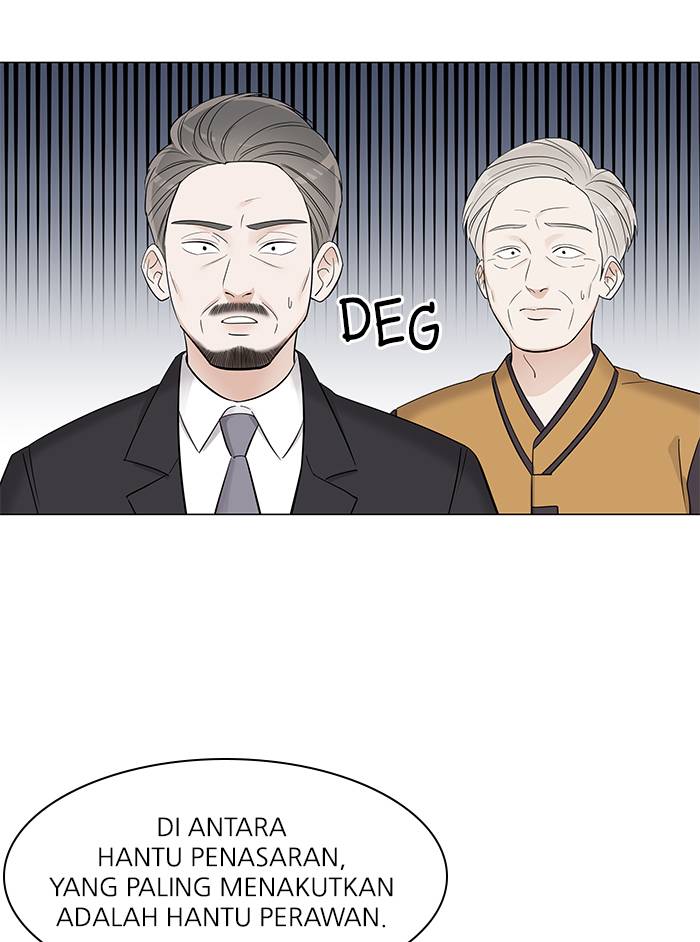 DEG
DI ANTARA
HANTU PENASARAN,
YANG PALING MENAKUTKAN
ADALAH HANTU PERAWAN.